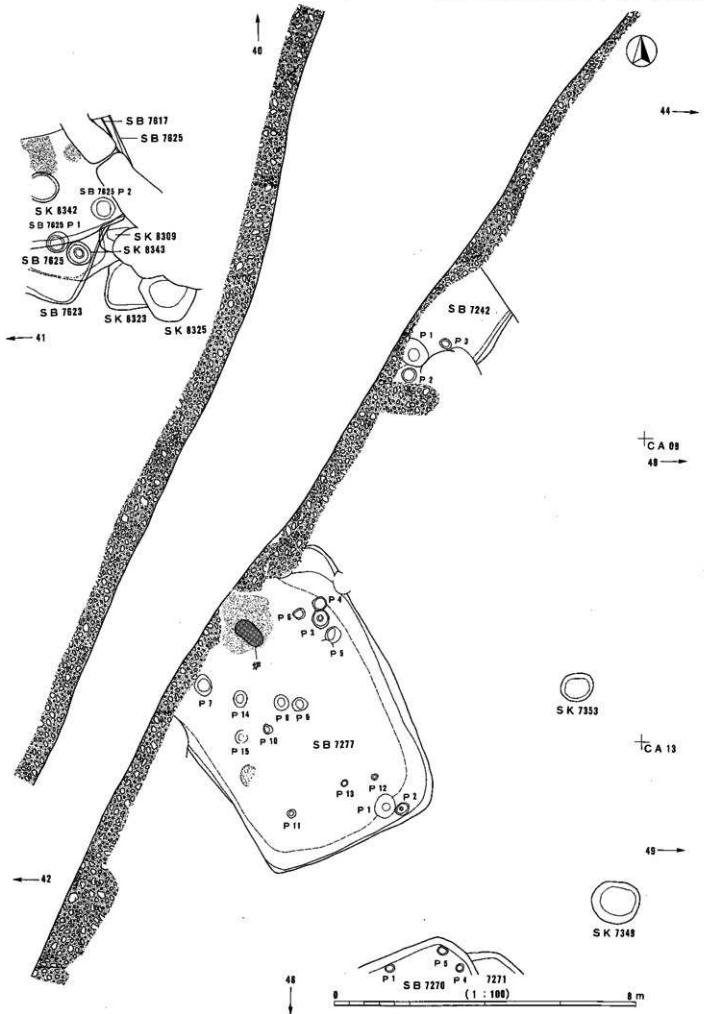 40
44
SB 7617
SB 7625
SB 7625 P 2
SK 8342
SB 7625 P 1
SK 8309
SB 7625
SK 8343
SB 7623
SK 8323
SK 8325
41
SB 7242
P 1
P 3
P 2
CA 09
48
P 4
P 6
P 3
P 5
炉
P 7
P 14
P 8
P 9
P 10
P 15
SB 7277
SK 7353
CA 13
P 13
P 12
P 1
P 2
P 11
49
42
SK 7349
P 5
P 1
P 4
7271
SB 7270
46
(1 : 100)
0
8 m